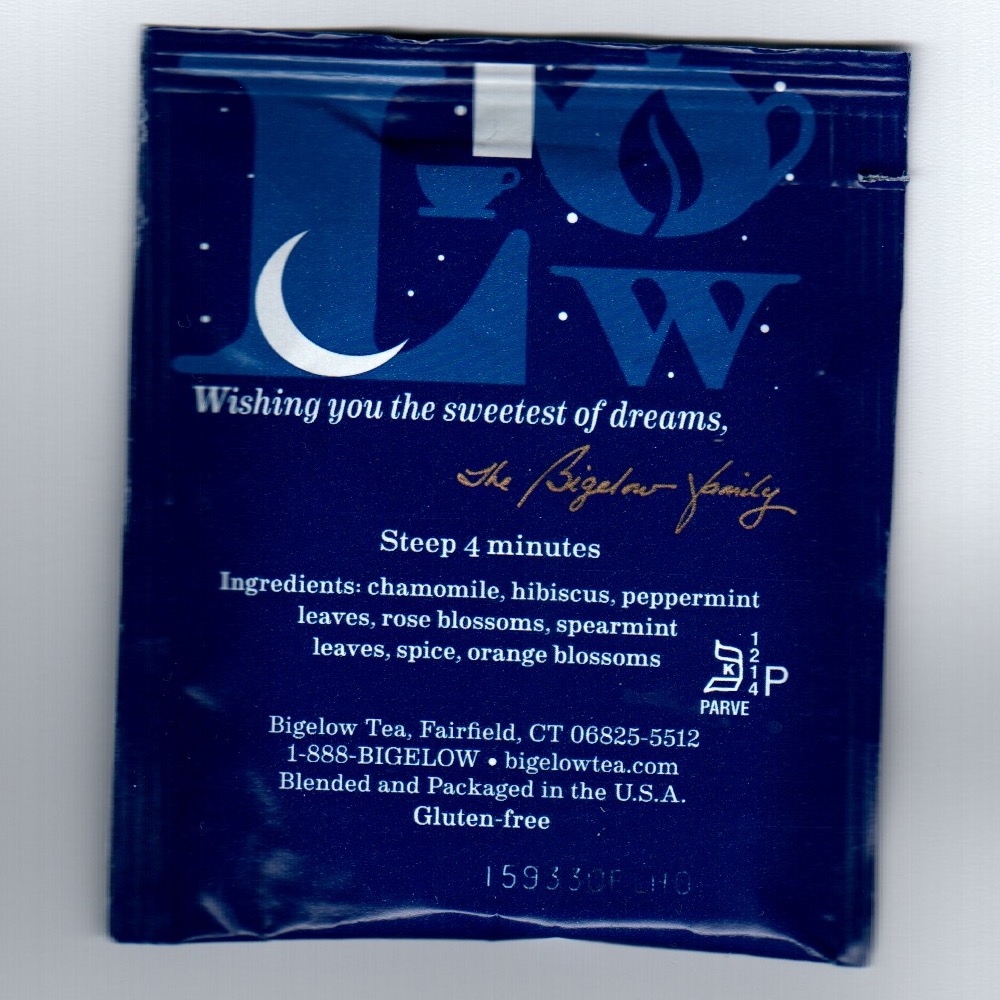 L
W
Wishing you the sweetest of dreams,
The Bigelow Family
Steep 4 minutes
Ingredients: chamomile, hibiscus, peppermint
leaves, rose blossoms, spearmint
leaves, spice, orange blossoms
K
1214
P
PARVE
Bigelow Tea, Fairfield, CT 06825-5512
1-888-BIGELOW • bigelowtea.com
Blended and Packaged in the U.S.A.
Gluten-free